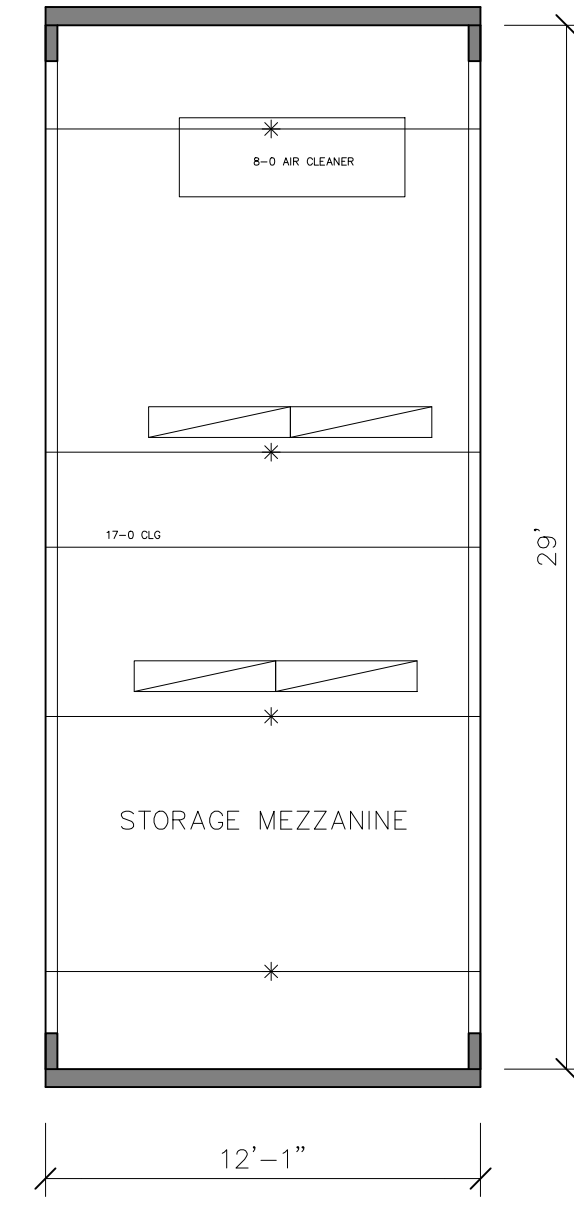 8-0 AIR CLEANER
17-0 CLG
29'
STORAGE MEZZANINE
12'-1"